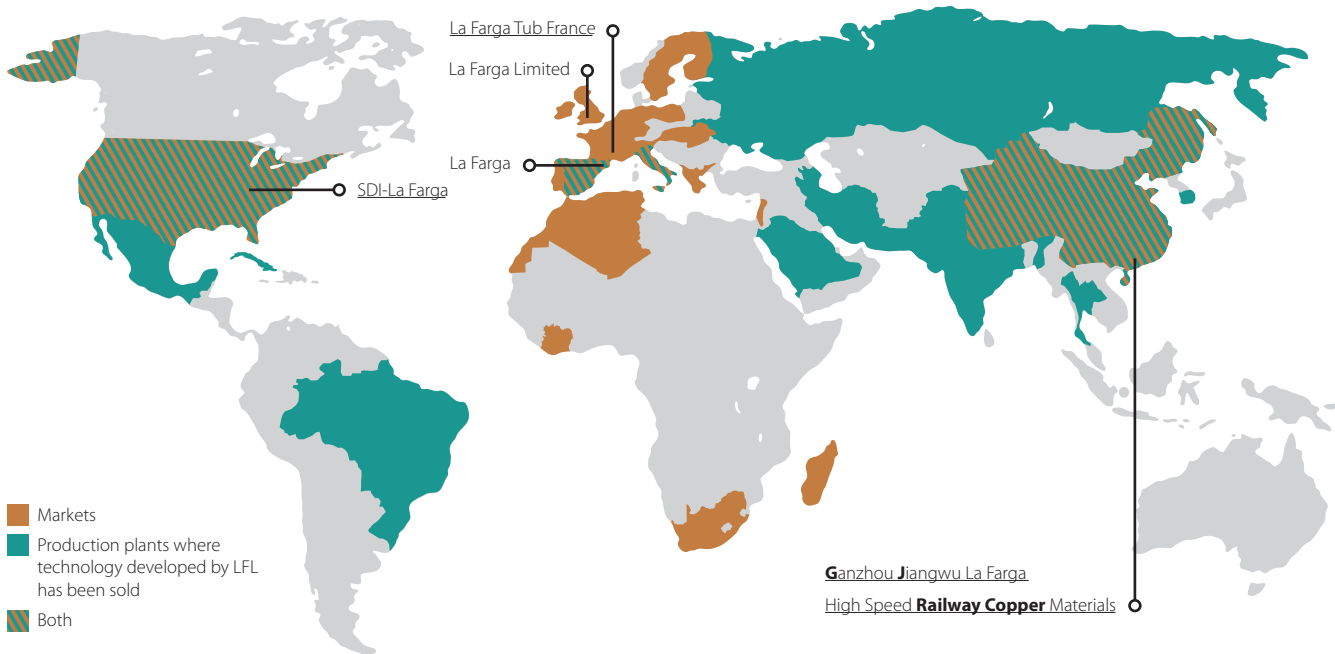 La Farga Tub France
La Farga Limited
La Farga
SDI-La Farga
Markets
Production plants where
technology developed by LFL
has been sold
Both
Ganzhou Jiangwu La Farga
High Speed Railway Copper Materials